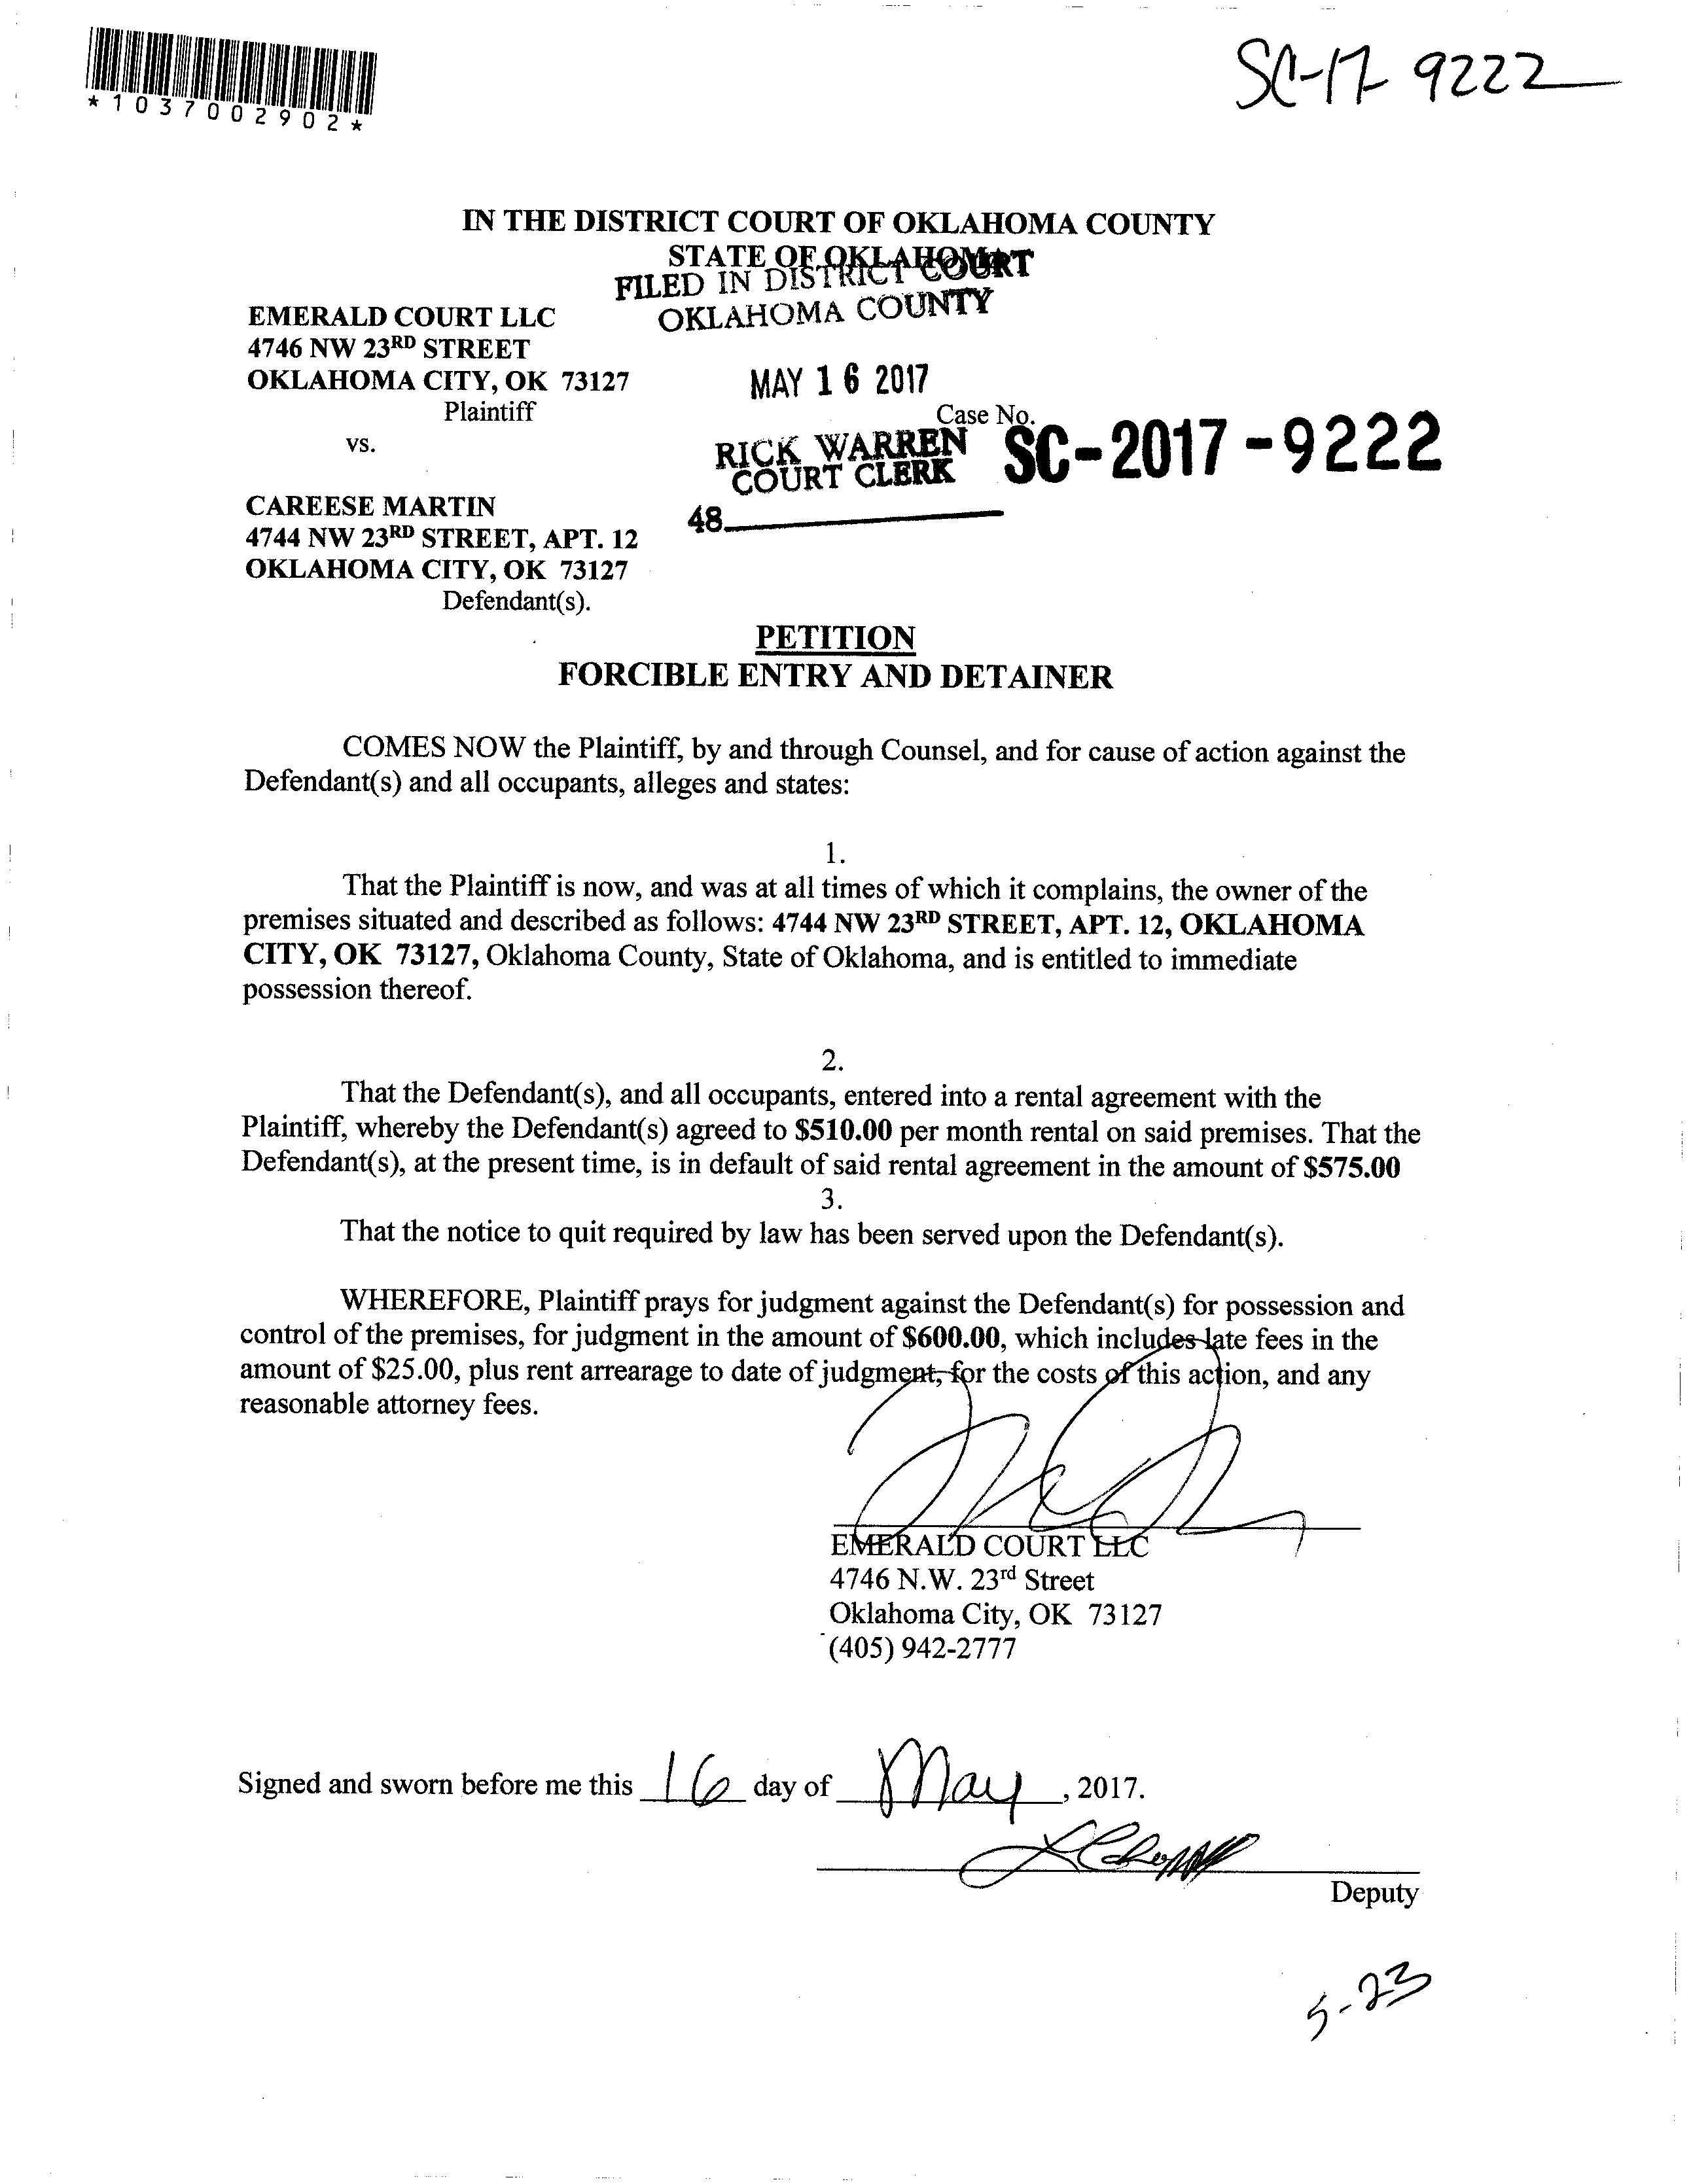 SC-17-9222
*1037002902*
IN THE DISTRICT COURT OF OKLAHOMA COUNTY
STATE OF OKLAHOMA
FILED IN DISTRICT COURT
OKLAHOMA COUNTY
EMERALD COURT LLC
4746 NW 23RD STREET
OKLAHOMA CITY, OK 73127
MAY 16 2017
Plaintiff
Case No.
vs.
RICK WARREN
COURT CLERK
SC-2017-9222
CAREESE MARTIN
48
4744 NW 23RD STREET, APT. 12
OKLAHOMA CITY, OK 73127
Defendant(s).
PETITION
FORCIBLE ENTRY AND DETAINER
COMES NOW the Plaintiff, by and through Counsel, and for cause of action against the
Defendant(s) and all occupants, alleges and states:
1.
That the Plaintiff is now, and was at all times of which it complains, the owner of the
premises situated and described as follows: 4744 NW 23RD STREET, APT. 12, OKLAHOMA
CITY, OK 73127, Oklahoma County, State of Oklahoma, and is entitled to immediate
possession thereof.
2.
That the Defendant(s), and all occupants, entered into a rental agreement with the
Plaintiff, whereby the Defendant(s) agreed to $510.00 per month rental on said premises. That the
Defendant(s), at the present time, is in default of said rental agreement in the amount of $575.00
3.
That the notice to quit required by law has been served upon the Defendant(s).
WHEREFORE, Plaintiff prays for judgment against the Defendant(s) for possession and
control of the premises, for judgment in the amount of $600.00, which includes late fees in the
amount of $25.00, plus rent arrearage to date of judgment, for the costs of this action, and any
reasonable attorney fees.
EMERALD COURT LLC
4746 N.W. 23rd Street
Oklahoma City, OK 73127
(405) 942-2777
Signed and sworn before me this 16 day of May, 2017.
Deputy
5-23